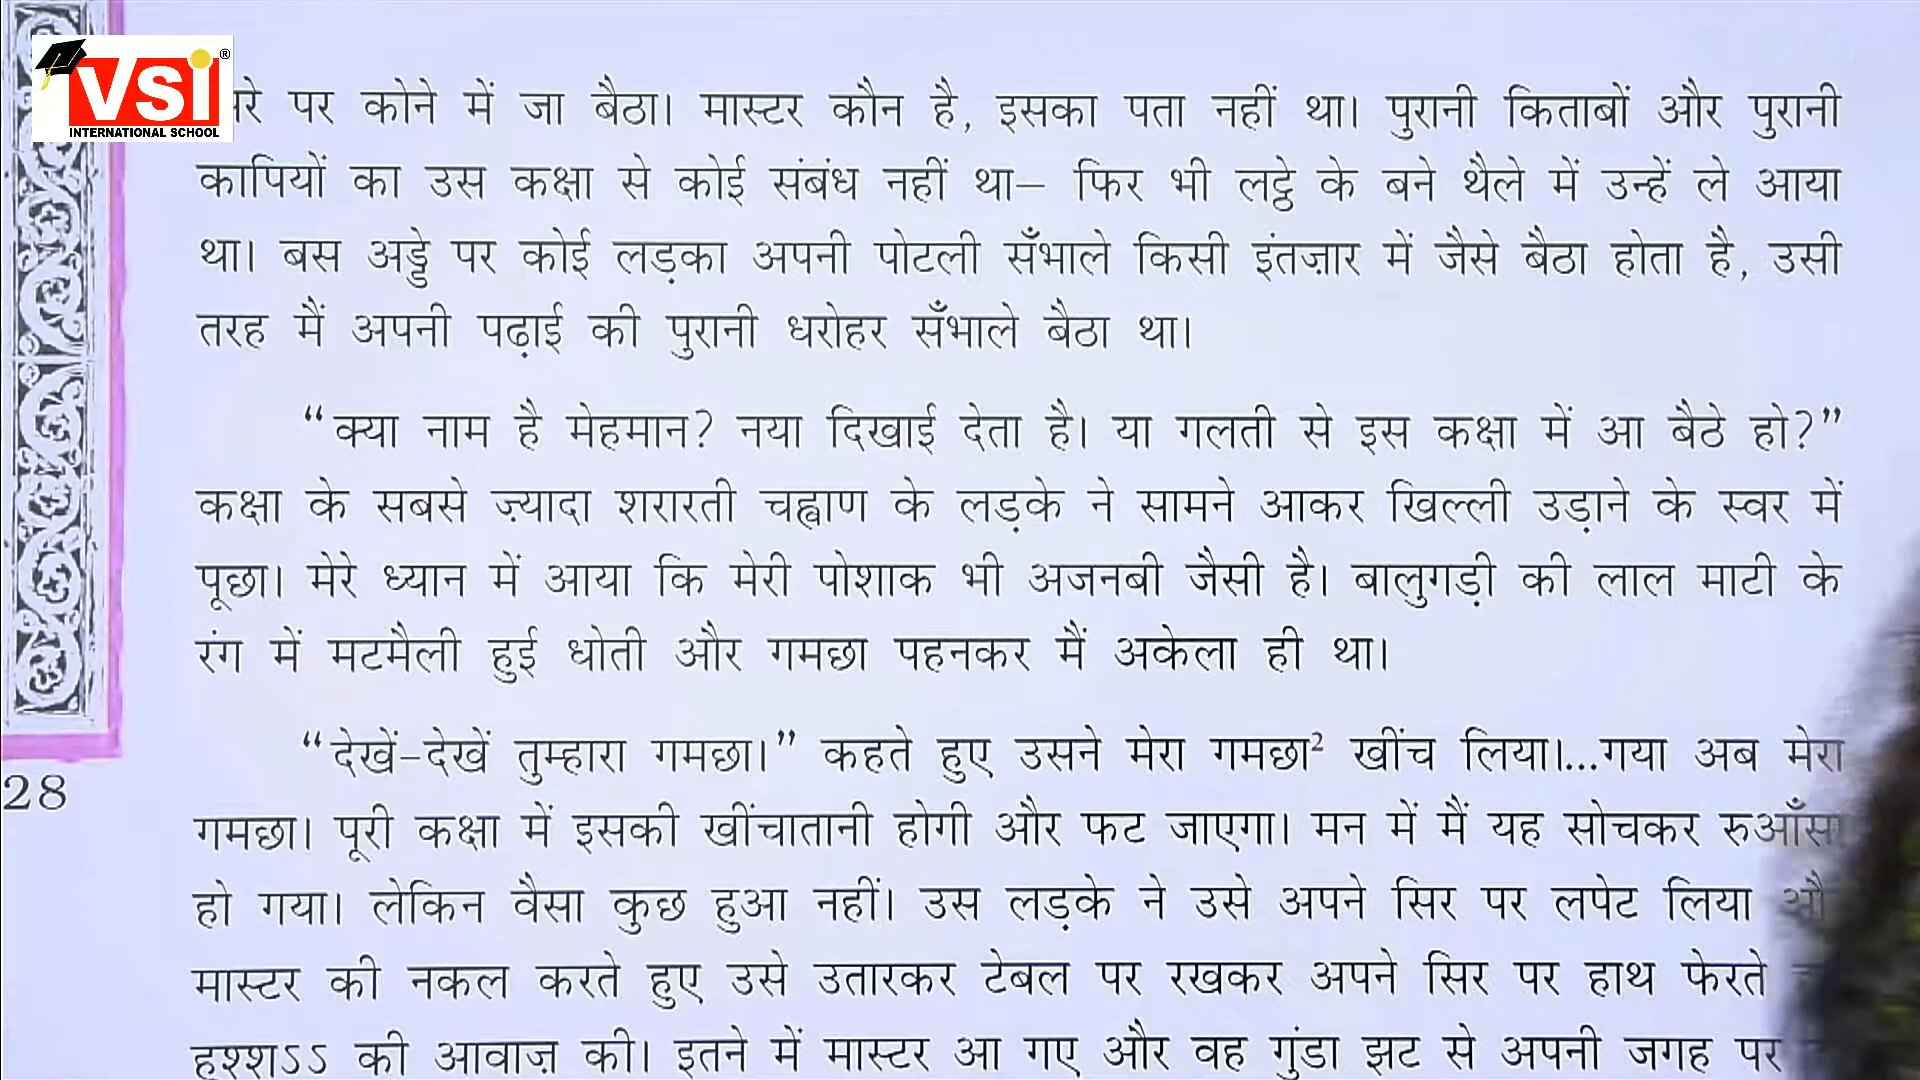 VSI®
INTERNATIONAL SCHOOL
पर कोने में जा बैठा। मास्टर कौन है, इसका पता नहीं था। पुरानी किताबों और पुरानी
कापियों का उस कक्षा से कोई संबंध नहीं था– फिर भी लट्ठे के बने थैले में उन्हें ले आया
था। बस अड्डे पर कोई लड़का अपनी पोटली सँभाले किसी इंतज़ार में जैसे बैठा होता है, उसी
तरह मैं अपनी पढ़ाई की पुरानी धरोहर सँभाले बैठा था।
“क्या नाम है मेहमान? नया दिखाई देता है। या गलती से इस कक्षा में आ बैठे हो?”
कक्षा के सबसे ज़्यादा शरारती चह्वाण के लड़के ने सामने आकर खिल्ली उड़ाने के स्वर में
पूछा। मेरे ध्यान में आया कि मेरी पोशाक भी अजनबी जैसी है। बालुगड़ी की लाल माटी के
रंग में मटमैली हुई धोती और गमछा पहनकर मैं अकेला ही था।
“देखें-देखें तुम्हारा गमछा।” कहते हुए उसने मेरा गमछा² खींच लिया।...गया अब मेरा
28
गमछा। पूरी कक्षा में इसकी खींचातानी होगी और फट जाएगा। मन में मैं यह सोचकर रुआँसा
हो गया। लेकिन वैसा कुछ हुआ नहीं। उस लड़के ने उसे अपने सिर पर लपेट लिया
मास्टर की नकल करते हुए उसे उतारकर टेबल पर रखकर अपने सिर पर हाथ फेरते
हश्शऽऽ की आवाज़ की। इतने में मास्टर आ गए और वह गुंडा झट से अपनी जगह पर